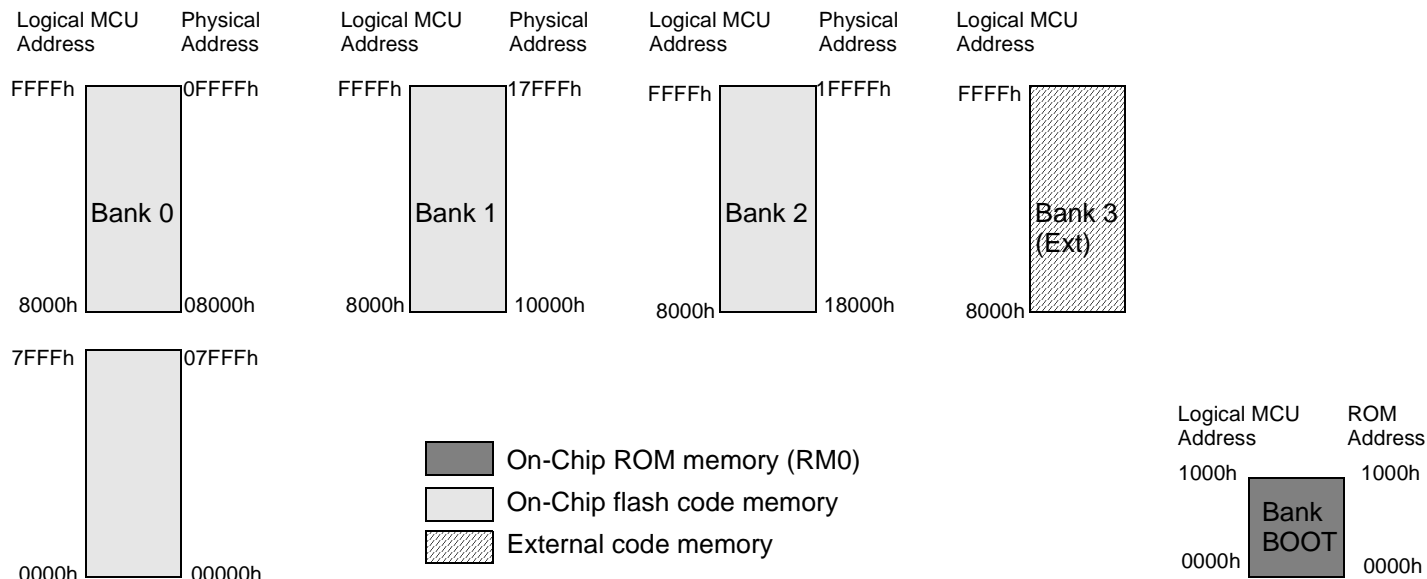 Logical MCU Address
Physical Address
Logical MCU Address
Physical Address
Logical MCU Address
Physical Address
Logical MCU Address
FFFFh
0FFFFh
FFFFh
17FFFh
FFFFh
1FFFFh
FFFFh
Bank 0
Bank 1
Bank 2
Bank 3
(Ext)
8000h
08000h
8000h
10000h
8000h
18000h
8000h
7FFFh
07FFFh
0000h
00000h
On-Chip ROM memory (RM0)
On-Chip flash code memory
External code memory
Logical MCU Address
ROM Address
1000h
1000h
Bank
BOOT
0000h
0000h